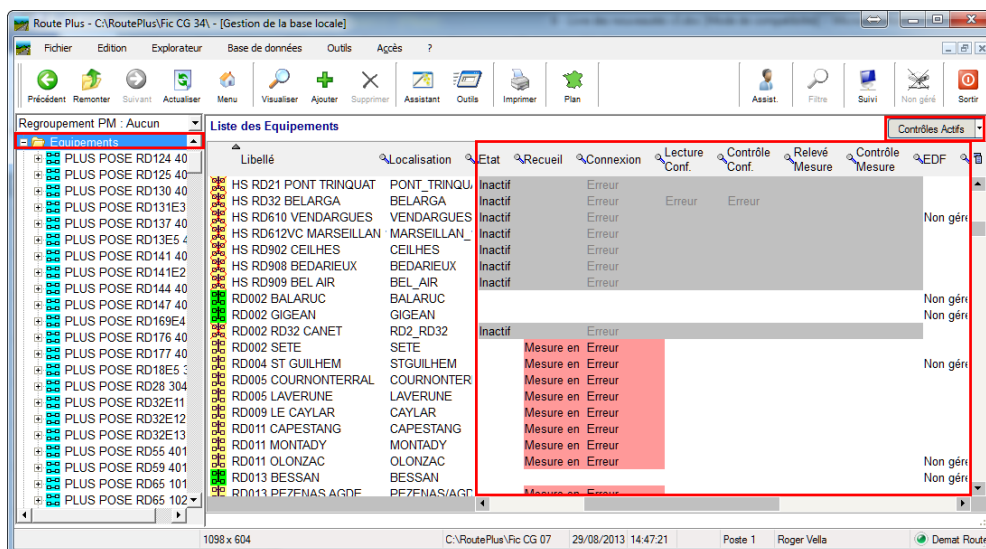 Route Plus - C:\RoutePlus\Fic CG 34\ - [Gestion de la base locale]
Fichier Edition Explorateur Base de données Outils Accès ?
Précédent Remonter Suivant Actualiser Menu Visualiser Ajouter Supprimer Assistant Outils Imprimer Plan Assist. Filtre Suivi Non géré Sortir
Regroupement PM : Aucun
Liste des Equipements
Contrôles Actifs
Equipements
PLUS POSE RD124 40
PLUS POSE RD125 40
PLUS POSE RD130 40
PLUS POSE RD131E3
PLUS POSE RD137 40
PLUS POSE RD13E5 4
PLUS POSE RD141 40
PLUS POSE RD141E2
PLUS POSE RD144 40
PLUS POSE RD147 40
PLUS POSE RD169E4
PLUS POSE RD176 40
PLUS POSE RD177 40
PLUS POSE RD18E5 3
PLUS POSE RD28 304
PLUS POSE RD32E11
PLUS POSE RD32E12
PLUS POSE RD32E13
PLUS POSE RD55 401
PLUS POSE RD59 401
PLUS POSE RD65 101
PLUS POSE RD65 102
Libellé Localisation Etat Recueil Connexion Lecture Conf. Contrôle Conf. Relevé Mesure Contrôle Mesure EDF
HS RD21 PONT TRINQUAT PONT_TRINQU Inactif Erreur
HS RD32 BELARGA BELARGA Inactif Erreur Erreur Erreur
HS RD610 VENDARGUES VENDARGUES Inactif Erreur Non géré
HS RD612VC MARSEILLAN MARSEILLAN_ Inactif Erreur
HS RD902 CEILHES CEILHES Inactif Erreur
HS RD908 BEDARIEUX BEDARIEUX Inactif Erreur
HS RD909 BEL AIR BEL_AIR Inactif Erreur
RD002 BALARUC BALARUC Non géré
RD002 GIGEAN GIGEAN Non géré
RD002 RD32 CANET RD2_RD32 Inactif Erreur
RD002 SETE SETE Mesure en Erreur
RD004 ST GUILHEM STGUILHEM Mesure en Erreur Non géré
RD005 COURNONTERRAL COURNONTER Mesure en Erreur
RD005 LAVERUNE LAVERUNE Mesure en Erreur
RD009 LE CAYLAR CAYLAR Mesure en Erreur
RD011 CAPESTANG CAPESTANG Mesure en Erreur
RD011 MONTADY MONTADY Mesure en Erreur
RD011 OLONZAC OLONZAC Mesure en Erreur Non géré
RD013 BESSAN BESSAN Non géré
RD013 PEZENAS AGDE PEZENAS/AGD Mesure en Erreur
1098 x 604 C:\RoutePlus\Fic CG 07 29/08/2013 14:47:21 Poste 1 Roger Vella Demat Route